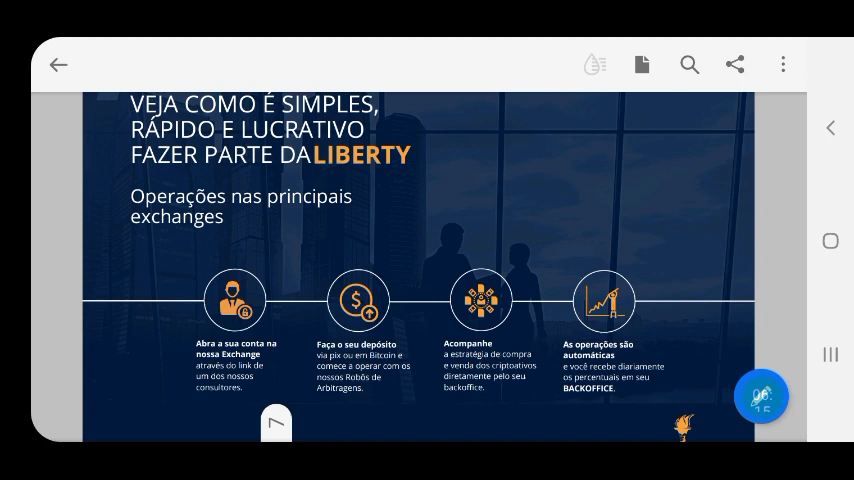 VEJA COMO É SIMPLES,
RÁPIDO E LUCRATIVO
FAZER PARTE DA LIBERTY
Operações nas principais
exchanges
Abra a sua conta na
nossa Exchange
através do link de
um dos nossos
consultores.
Faça o seu depósito
via pix ou em Bitcoin e
comece a operar com os
nossos Robôs de
Arbitragens.
Acompanhe
a estratégia de compra
e venda dos criptoativos
diretamente pelo seu
backoffice.
As operações são
automáticas
e você recebe diariamente
os percentuais em seu
BACKOFFICE.
7
06:
15